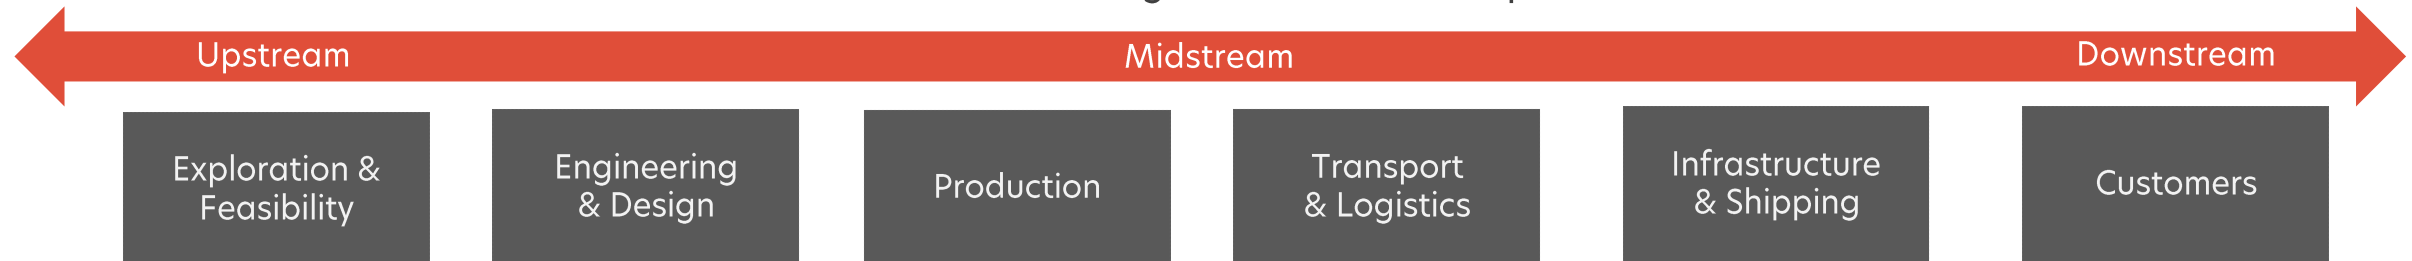 Upstream
Midstream
Downstream
Exploration &
Feasibility
Engineering
& Design
Production
Transport
& Logistics
Infrastructure
& Shipping
Customers